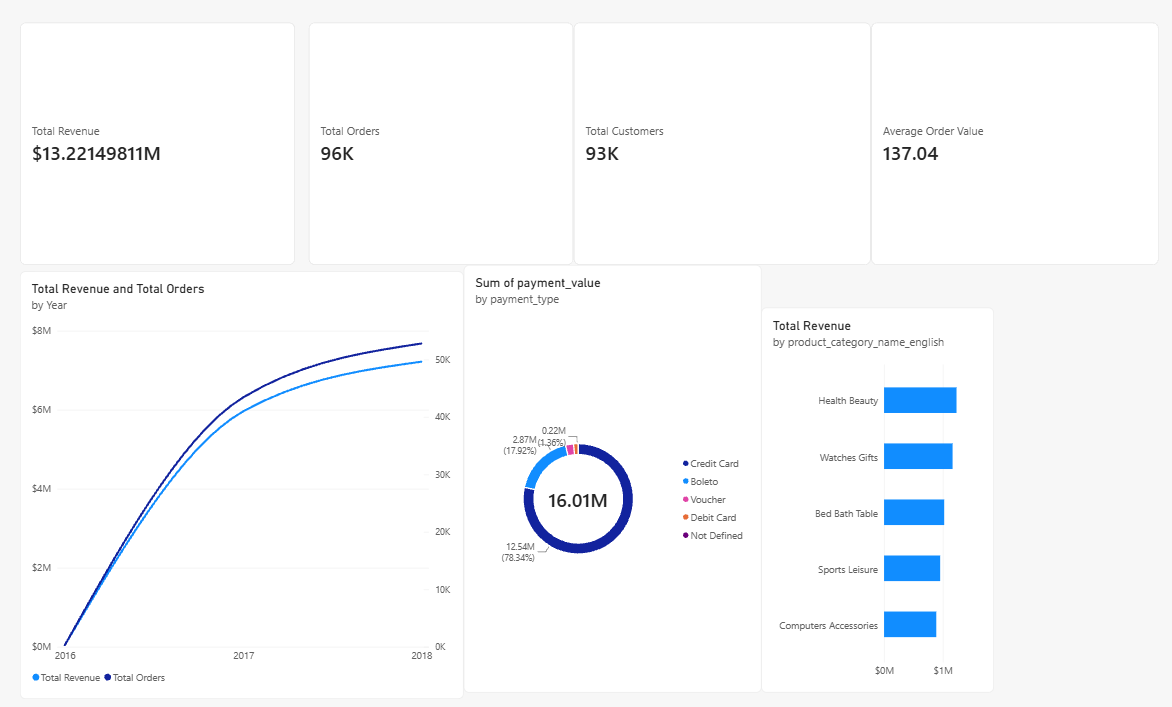 Total Revenue
$13.22149811M
Total Orders
96K
Total Customers
93K
Average Order Value
137.04
Total Revenue and Total Orders
by Year
$8M
$6M
$4M
$2M
$0M
50K
40K
30K
20K
10K
0K
2016
2017
2018
Total Revenue
Total Orders
Sum of payment_value
by payment_type
0.22M
(1.36%)
2.87M
(17.92%)
16.01M
12.54M
(78.34%)
Credit Card
Boleto
Voucher
Debit Card
Not Defined
Total Revenue
by product_category_name_english
Health Beauty
Watches Gifts
Bed Bath Table
Sports Leisure
Computers Accessories
$0M
$1M